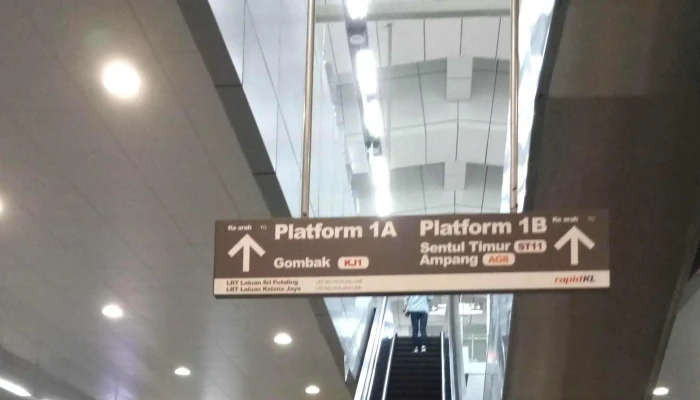 Ke arah
Platform 1A
Gombak KJ1
Platform 1B
Sentul Timur ST11
Ampang AG8
Ke arah
LRT Laluan Sri Petaling
LRT Laluan Kelana Jaya
rapidKL